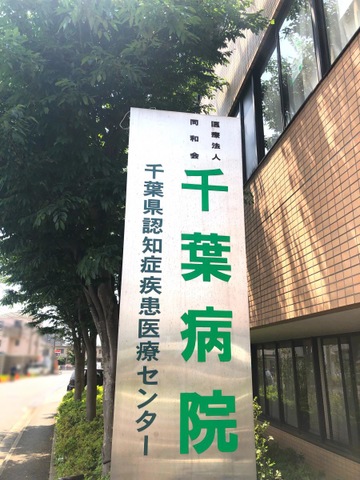 医療法人
同和会
千葉病院
千葉県認知症疾患医療センター